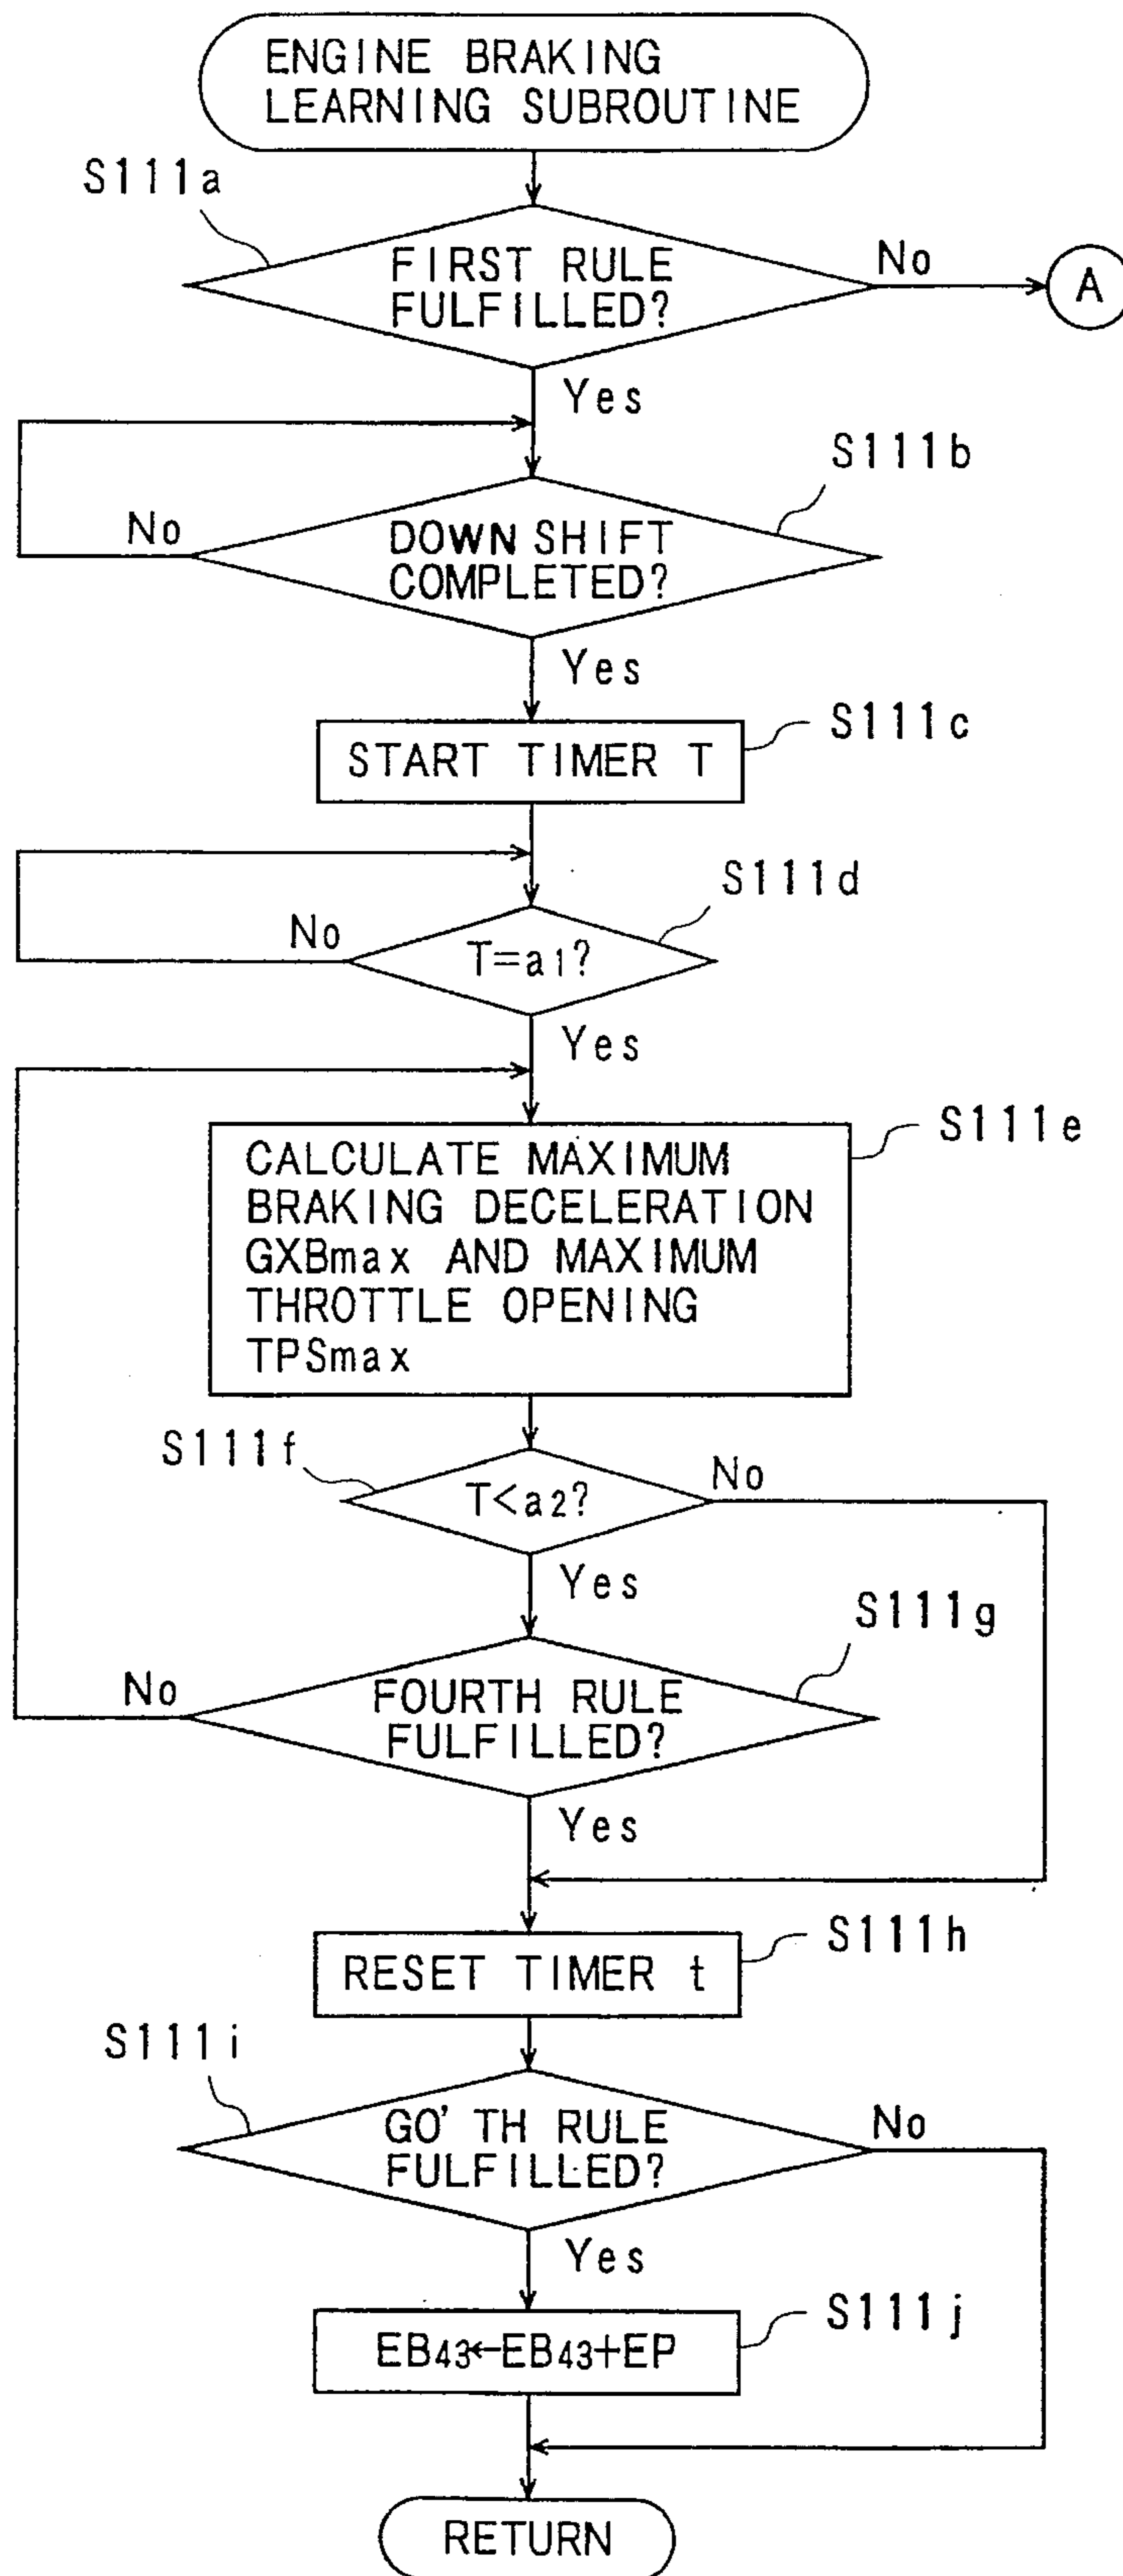 ENGINE BRAKING
LEARNING SUBROUTINE
S111a
FIRST RULE
FULFILLED?
No
A
Yes
S111b
No
DOWN SHIFT
COMPLETED?
Yes
S111c
START TIMER T
S111d
No
T=a1?
Yes
S111e
CALCULATE MAXIMUM
BRAKING DECELERATION
GXBmax AND MAXIMUM
THROTTLE OPENING
TPSmax
S111f
T<a2?
No
Yes
S111g
No
FOURTH RULE
FULFILLED?
Yes
S111h
RESET TIMER t
S111i
GO' TH RULE
FULFILLED?
No
Yes
S111j
EB43←EB43+EP
RETURN